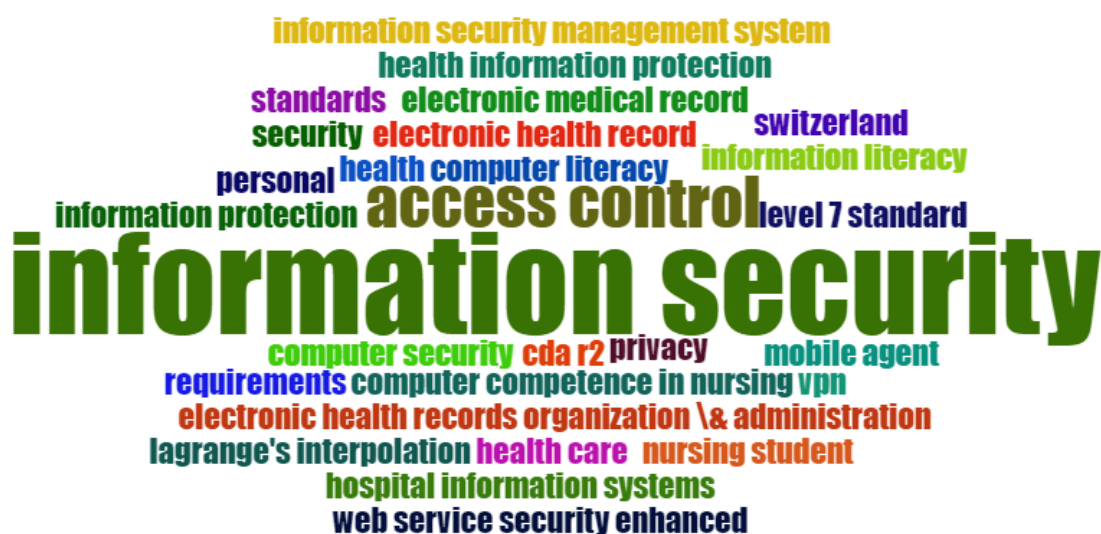 information security management system
health information protection
standards electronic medical record
switzerland
security electronic health record
information literacy
health computer literacy
personal
access control
information protection
level 7 standard
information security
computer security cda r2 privacy mobile agent
requirements computer competence in nursing vpn
electronic health records organization \& administration
lagrange's interpolation health care nursing student
hospital information systems
web service security enhanced